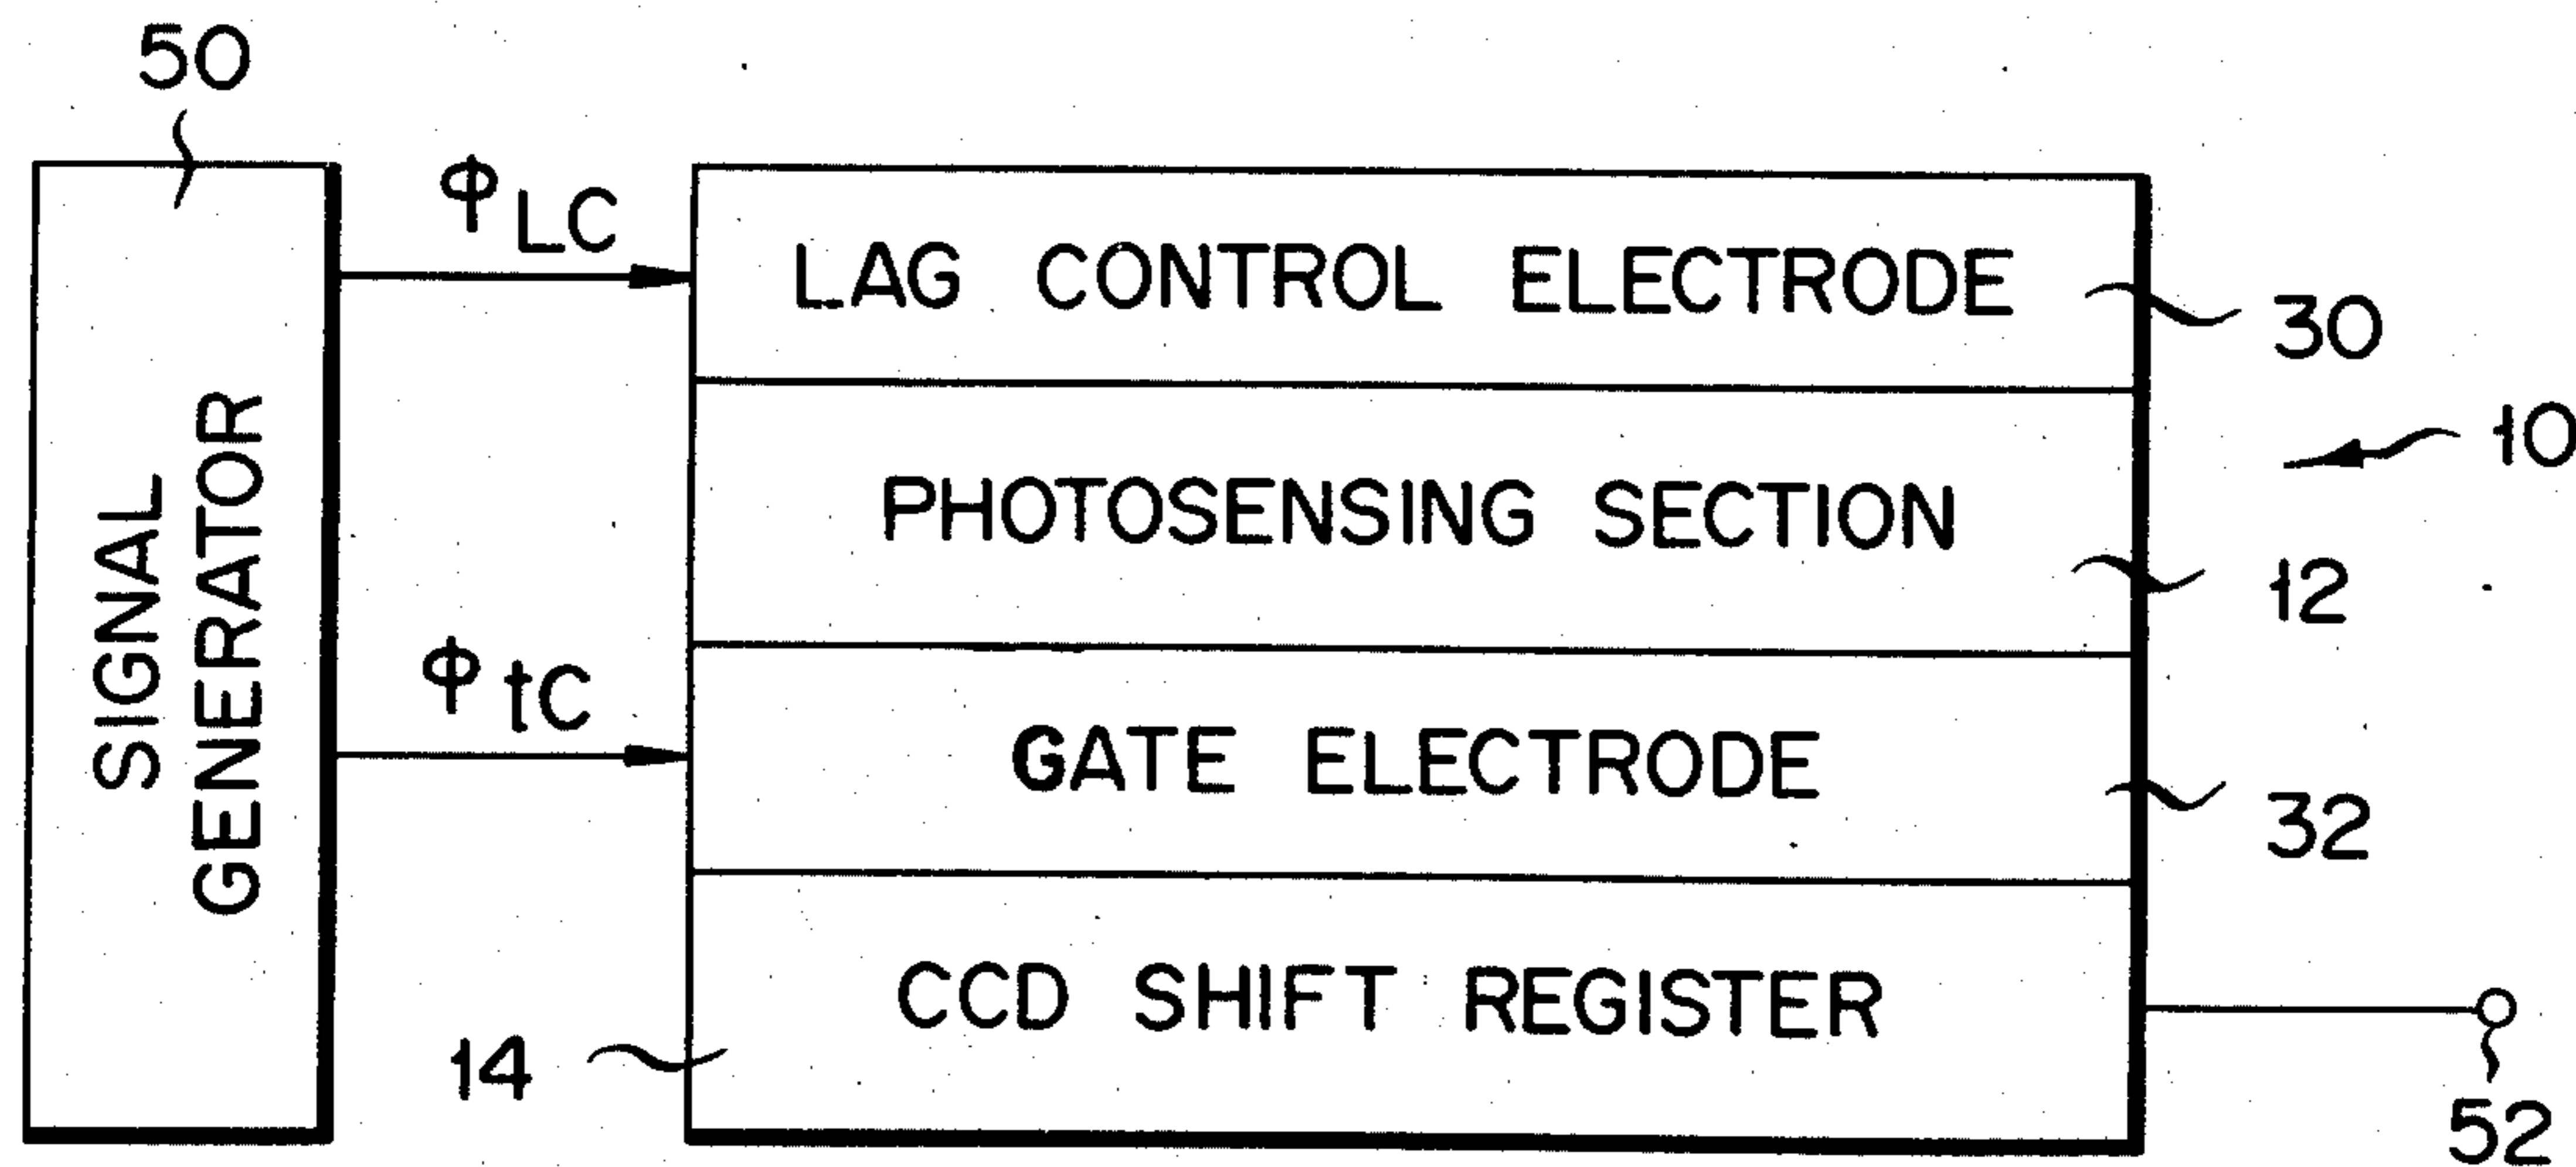 50
SIGNAL
GENERATOR
ΦLC
ΦtC
LAG CONTROL ELECTRODE
30
10
PHOTOSENSING SECTION
12
GATE ELECTRODE
32
CCD SHIFT REGISTER
14
52